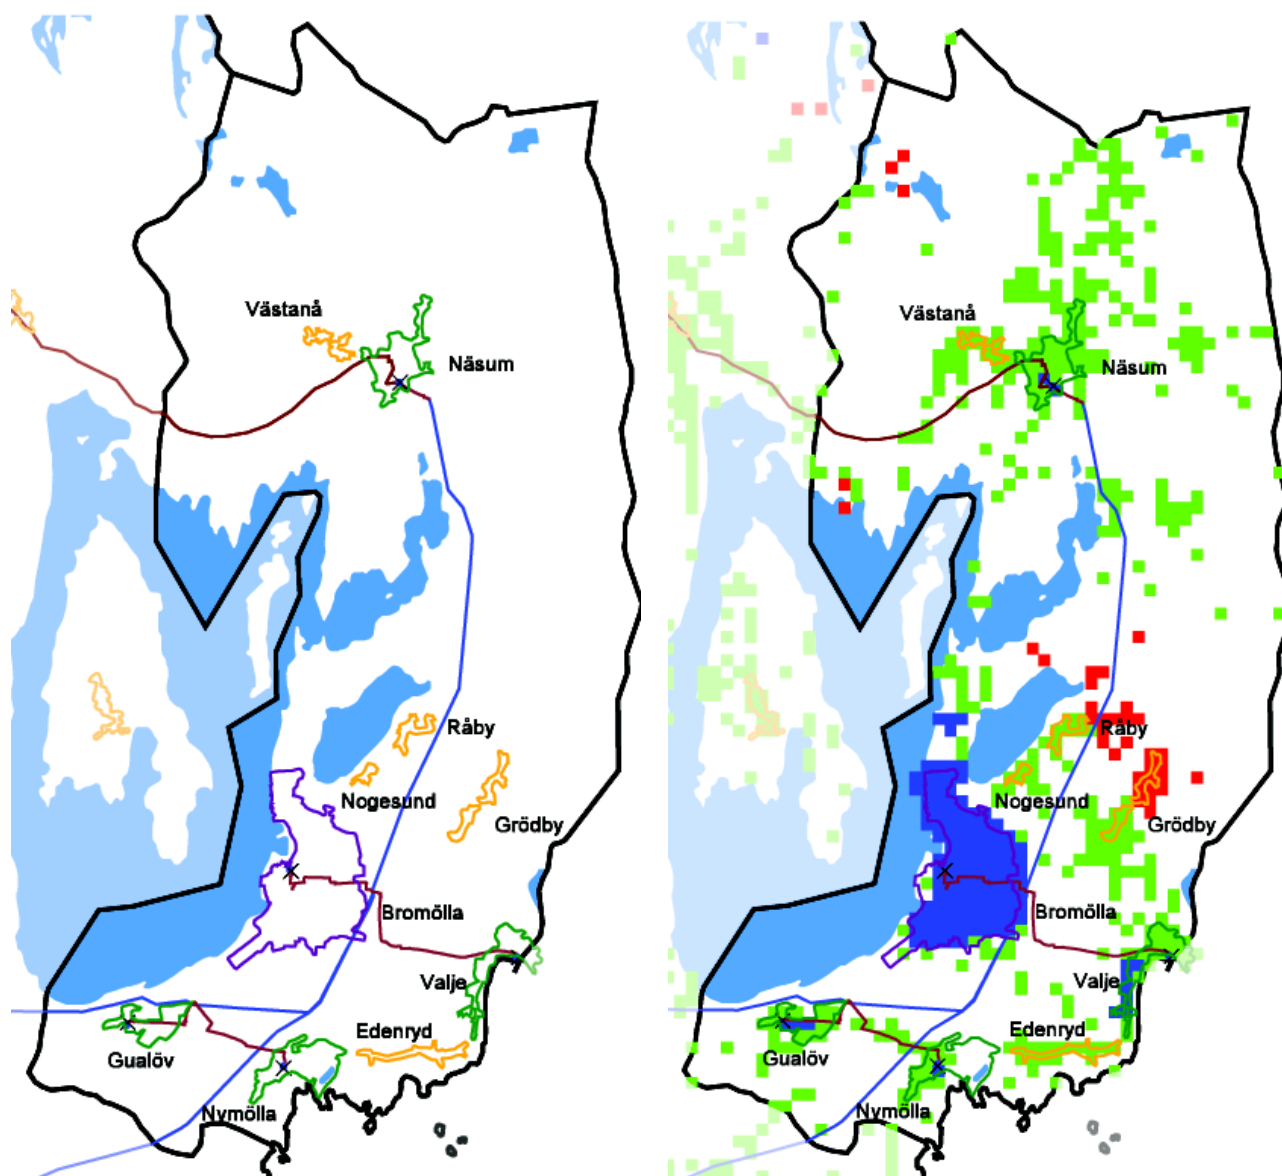 Västanå
Näsum
Råby
Nogesund
Grödby
Bromölla
Valje
Edenryd
Gualöv
Nymölla
Västanå
Näsum
Råby
Nogesund
Grödby
Bromölla
Valje
Edenryd
Gualöv
Nymölla